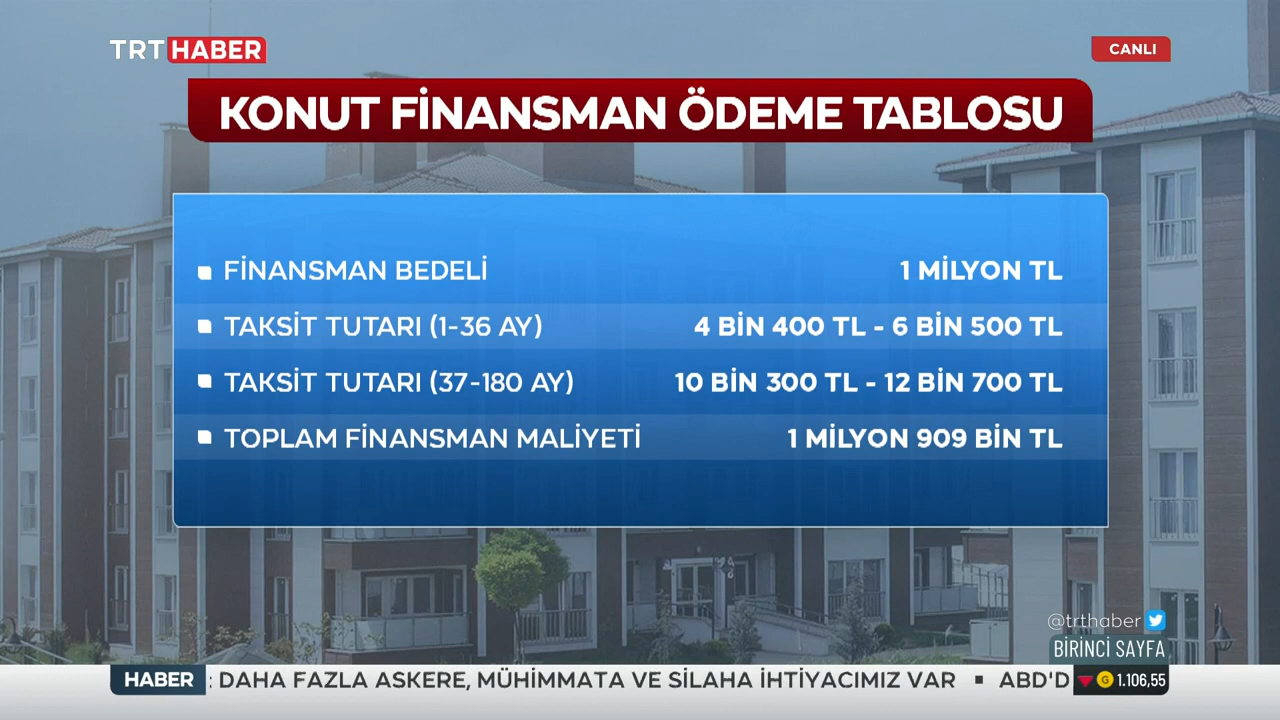 TRT HABER
CANLI
KONUT FİNANSMAN ÖDEME TABLOSU
FİNANSMAN BEDELİ 1 MİLYON TL
TAKSİT TUTARI (1-36 AY) 4 BİN 400 TL - 6 BİN 500 TL
TAKSİT TUTARI (37-180 AY) 10 BİN 300 TL - 12 BİN 700 TL
TOPLAM FİNANSMAN MALİYETİ 1 MİLYON 909 BİN TL
@trthaber
BİRİNCİ SAYFA
HABER : DAHA FAZLA ASKERE, MÜHİMMATA VE SİLAHA İHTİYACIMIZ VAR ▪ ABD'D G 1.106,55